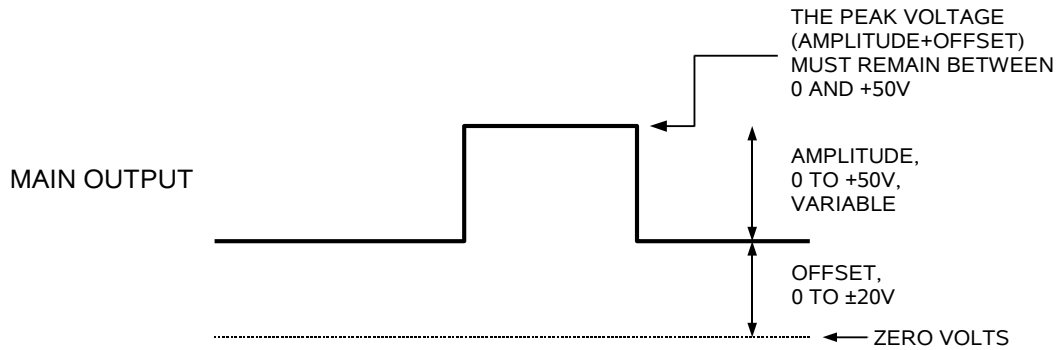 THE PEAK VOLTAGE
(AMPLITUDE+OFFSET)
MUST REMAIN BETWEEN
0 AND +50V
MAIN OUTPUT
AMPLITUDE,
0 TO +50V,
VARIABLE
OFFSET,
0 TO ±20V
ZERO VOLTS